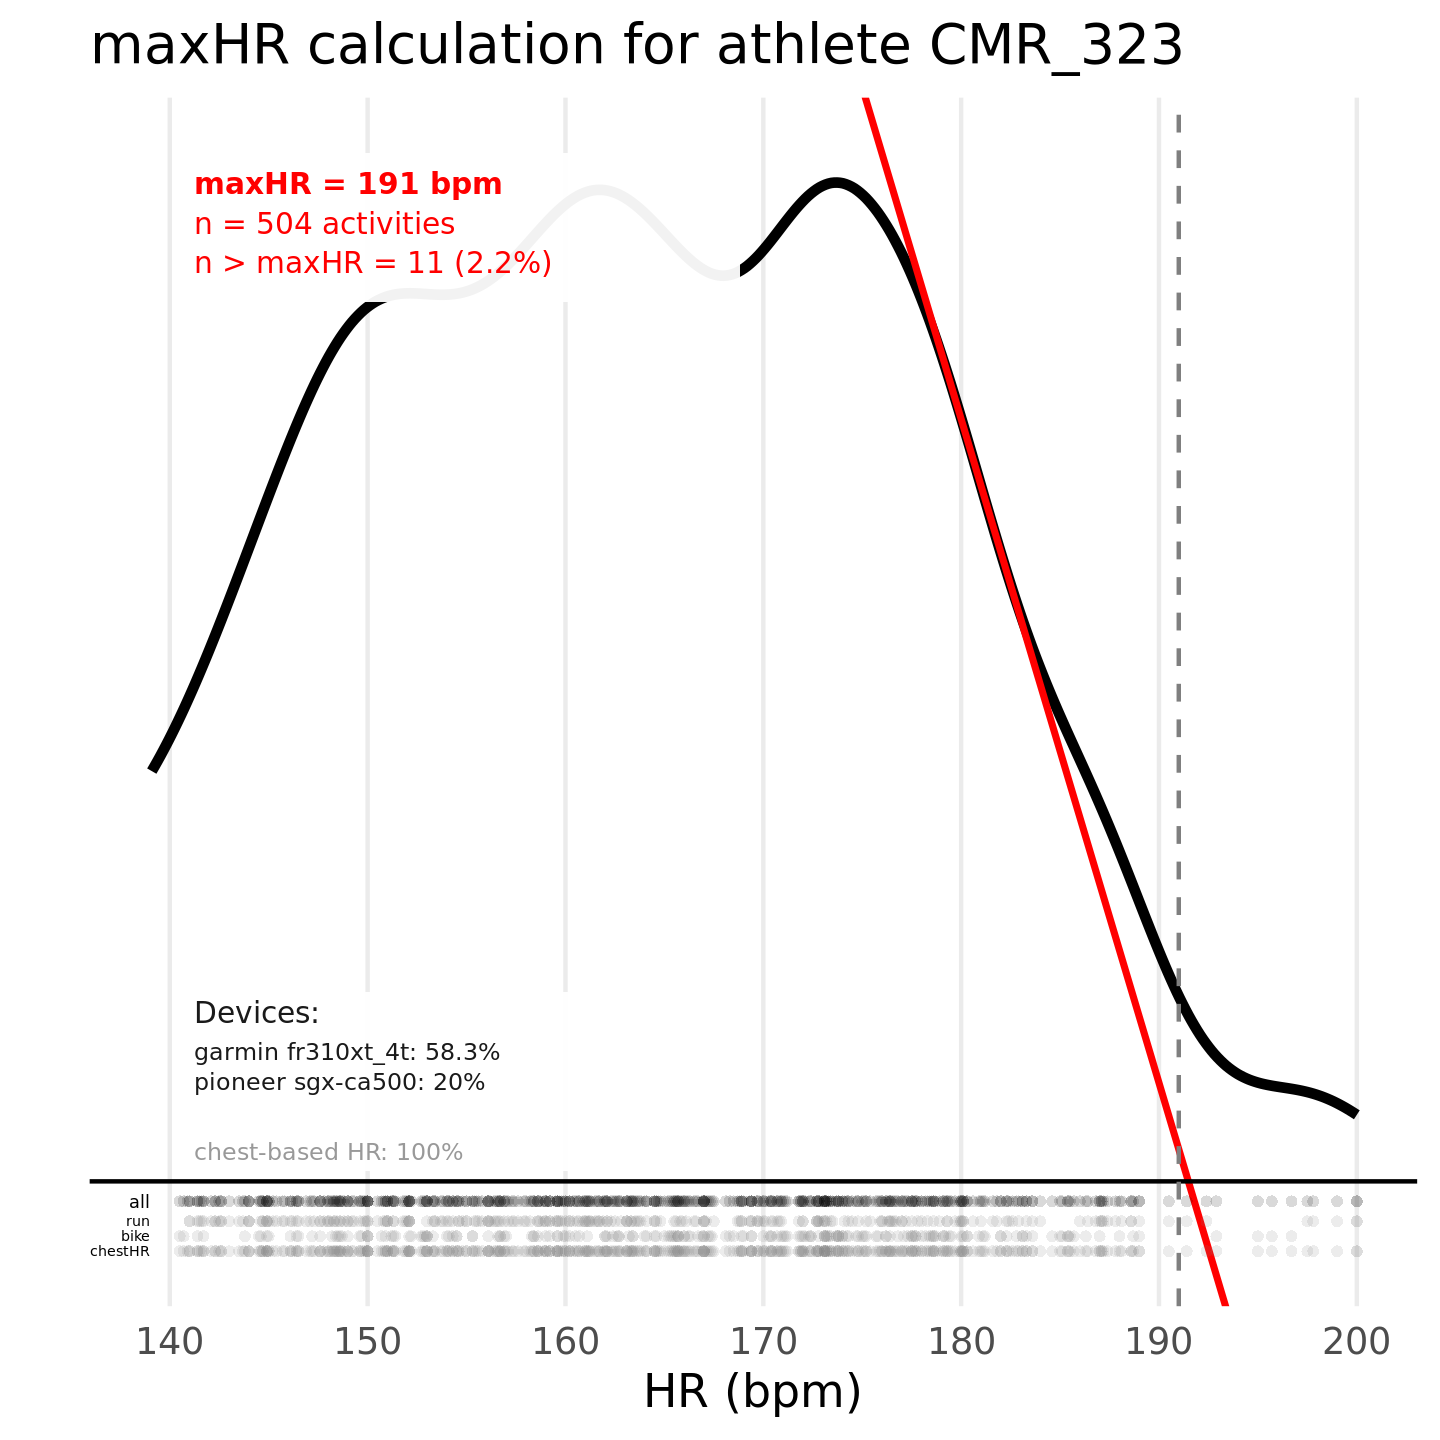 maxHR calculation for athlete CMR_323
maxHR = 191 bpm
n = 504 activities
n > maxHR = 11 (2.2%)
Devices:
garmin fr310xt_4t: 58.3%
pioneer sgx-ca500: 20%
chest-based HR: 100%
all
run
bike
chestHR
140 150 160 170 180 190 200
HR (bpm)